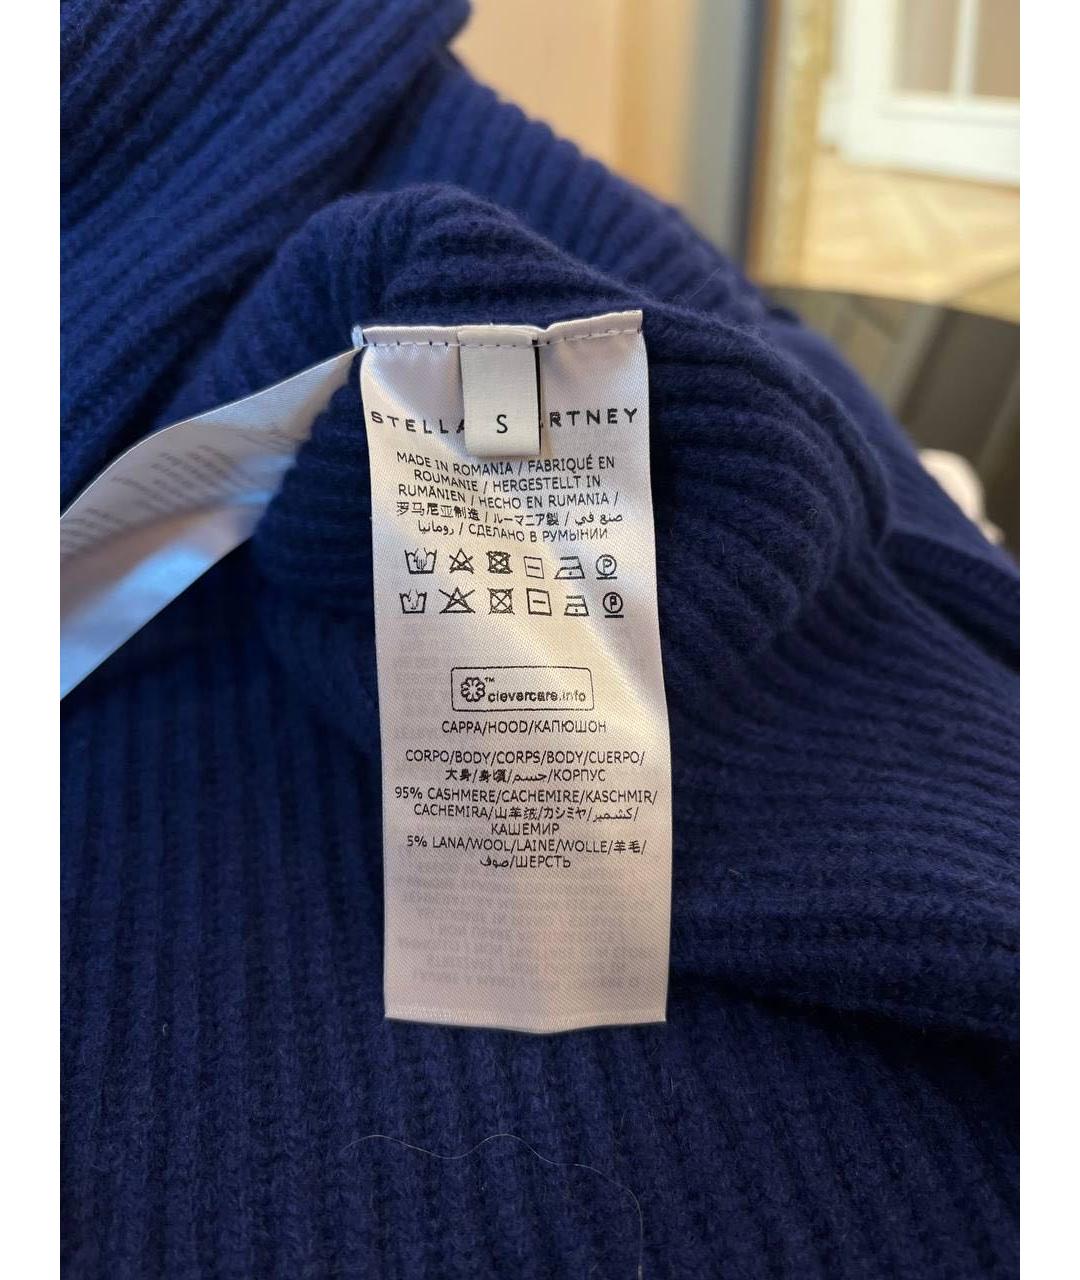 STELLA RTNEY
S
MADE IN ROMANIA / FABRIQUÉ EN
ROUMANIE / HERGESTELLT IN
RUMÄNIEN / HECHO EN RUMANIA /
罗马尼亚制造 / ルーマニア製 / صنع في
رومانيا / СДЕЛАНО В РУМЫНИИ
P
P
clevercare.info
CAPPA/HOOD/КАПЮШОН
CORPO/BODY/CORPS/BODY/CUERPO/
大身/身頃/جسم/КОРПУС
95% CASHMERE/CACHEMIRE/KASCHMIR/
CACHEMIRA/山羊绒/カシミヤ/كشمير/
КАШЕМИР
5% LANA/WOOL/LAINE/WOLLE/羊毛/
صوف/ШЕРСТЬ